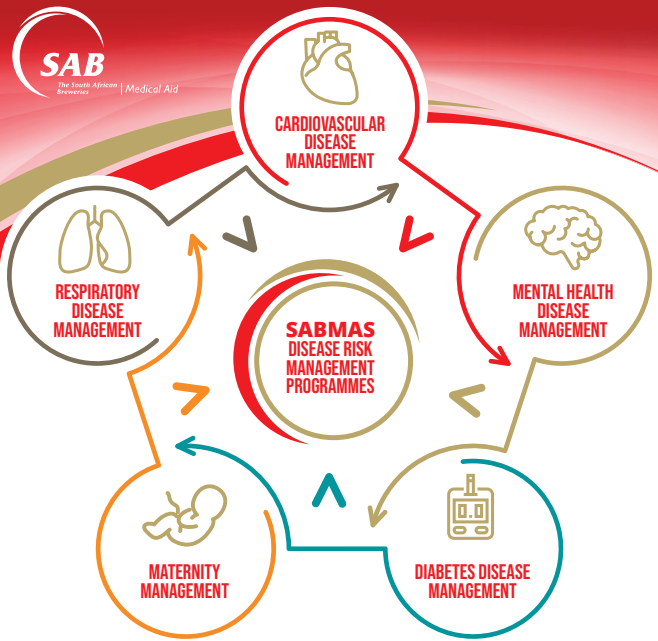 SAB
The South African
Breweries
Medical Aid
CARDIOVASCULAR
DISEASE
MANAGEMENT
RESPIRATORY
DISEASE
MANAGEMENT
MENTAL HEALTH
DISEASE
MANAGEMENT
SABMAS
DISEASE RISK
MANAGEMENT
PROGRAMMES
MATERNITY
MANAGEMENT
DIABETES DISEASE
MANAGEMENT